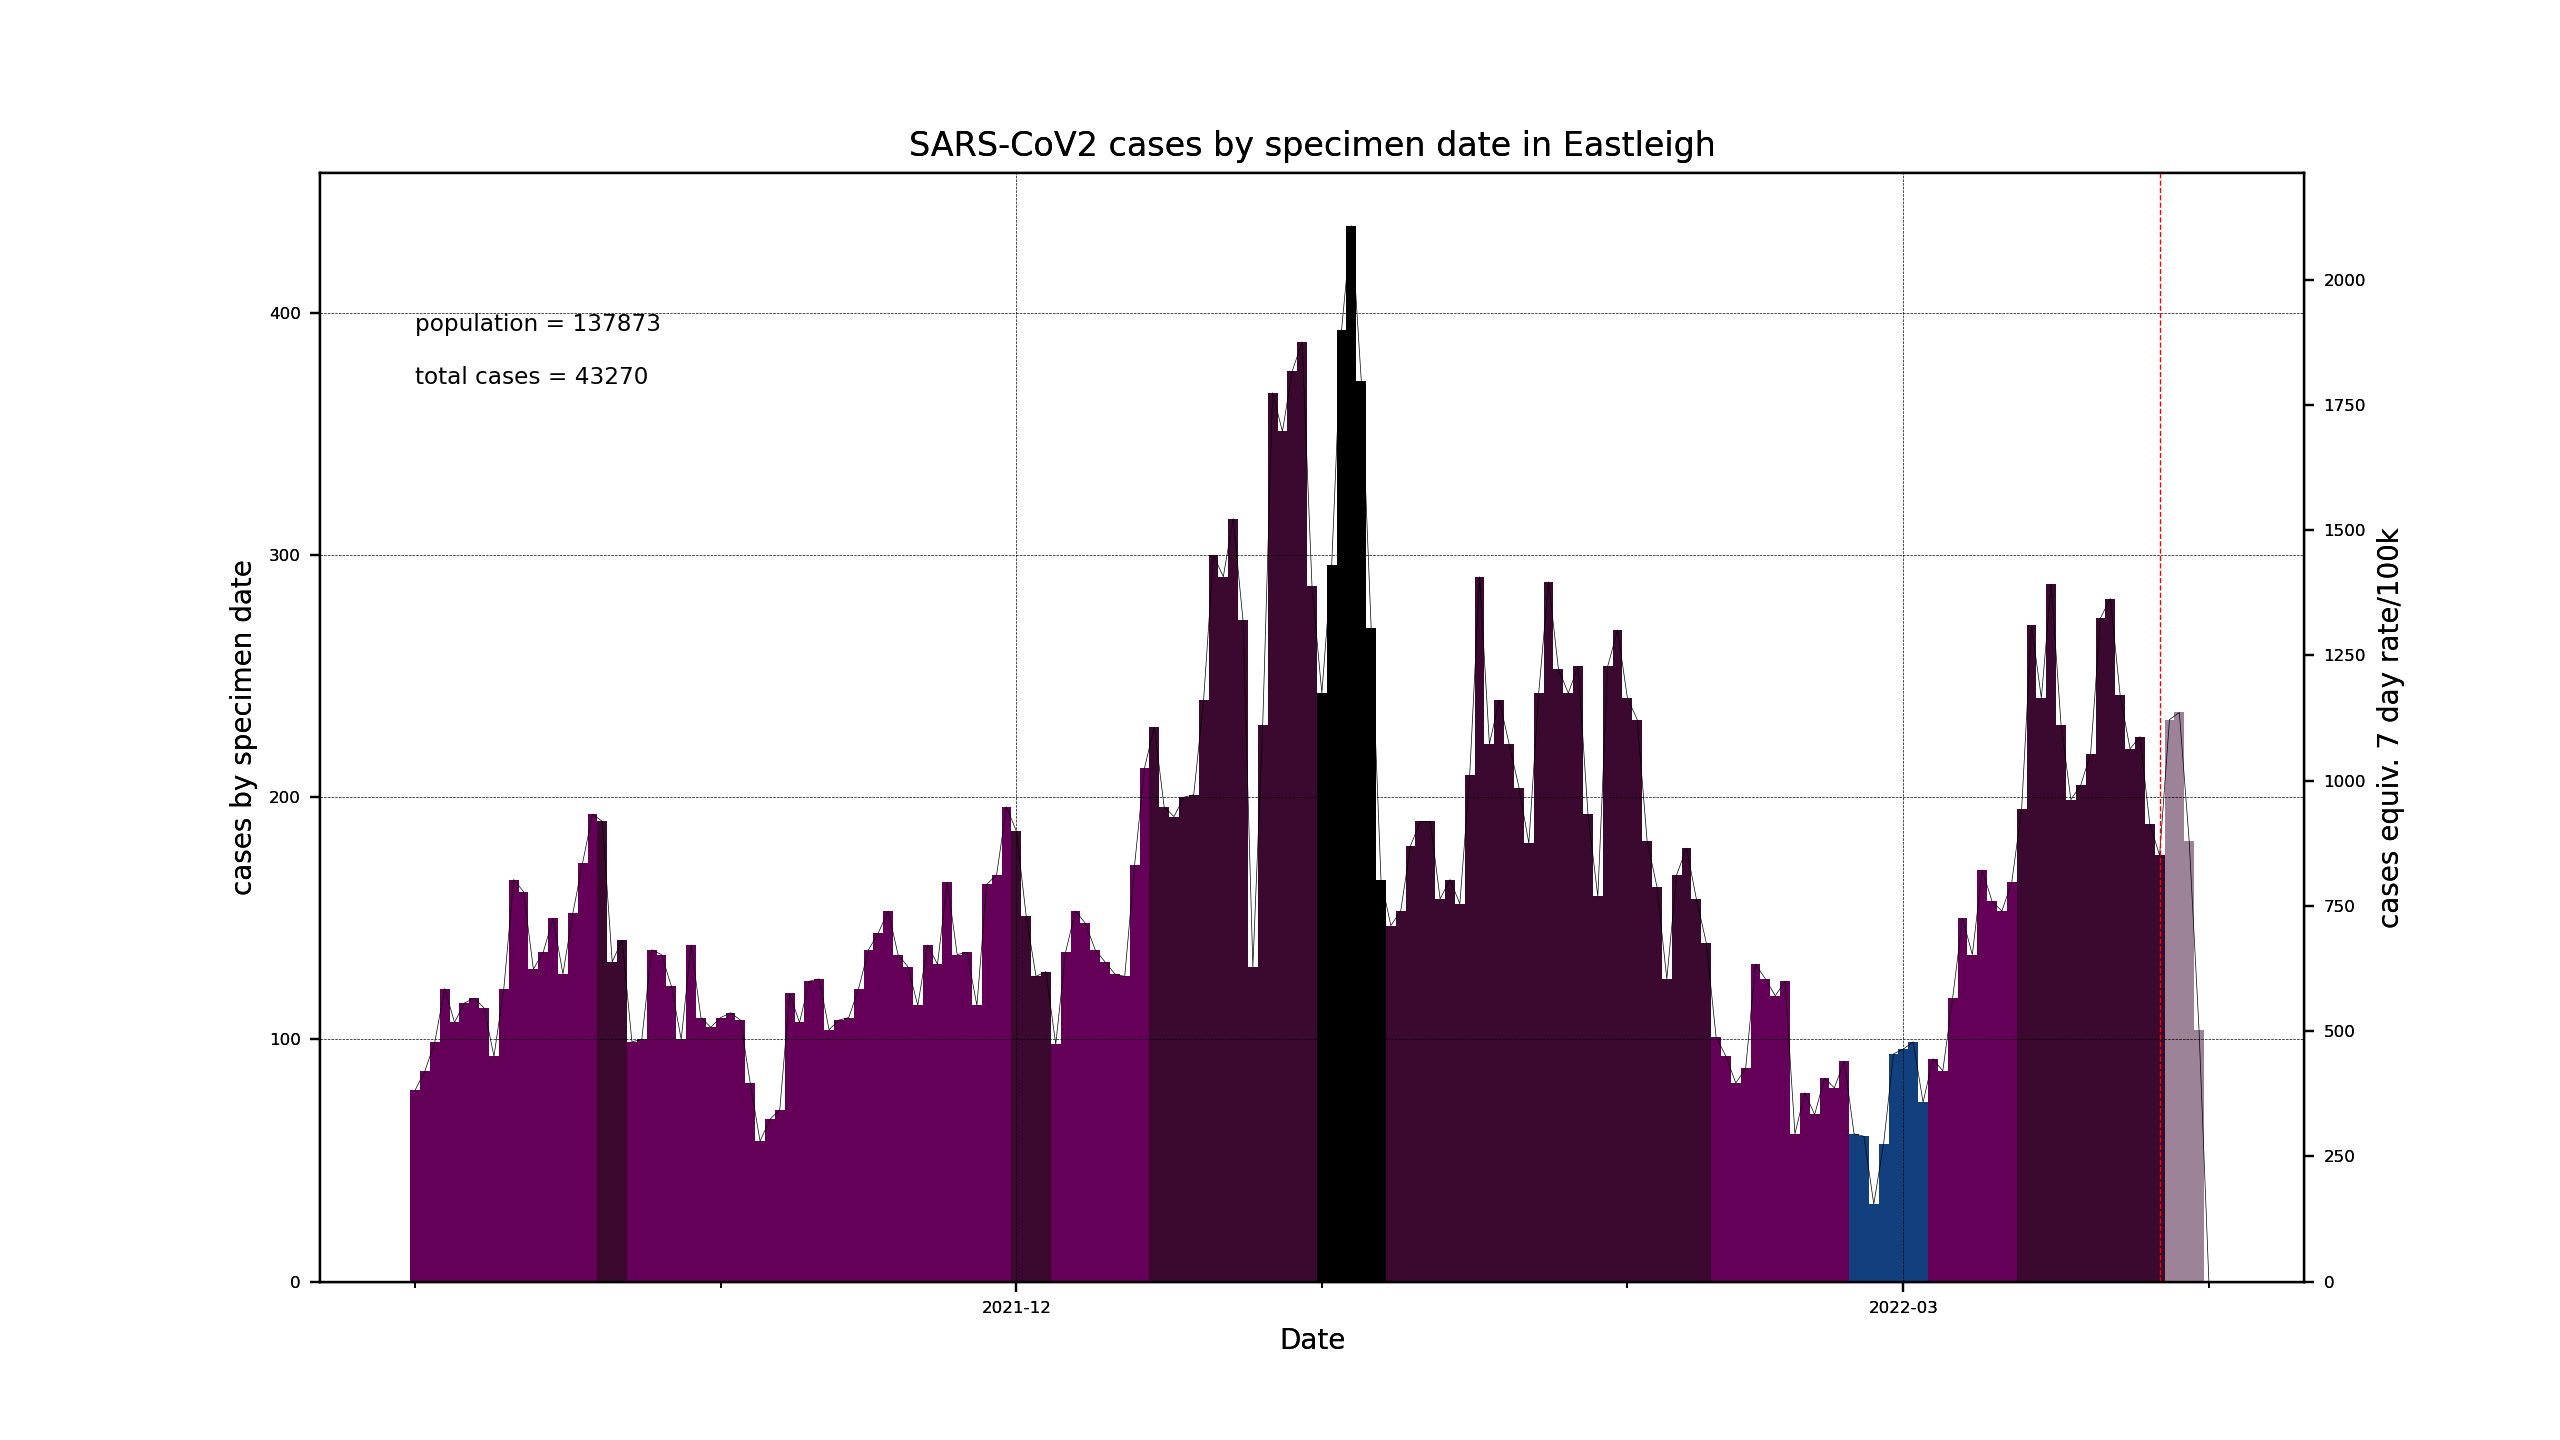 SARS-CoV2 cases by specimen date in Eastleigh
population = 137873
total cases = 43270
cases by specimen date
400
300
200
100
0
2000
1750
1500
1250
1000
750
500
250
0
cases equiv. 7 day rate/100k
2021-12
2022-03
Date